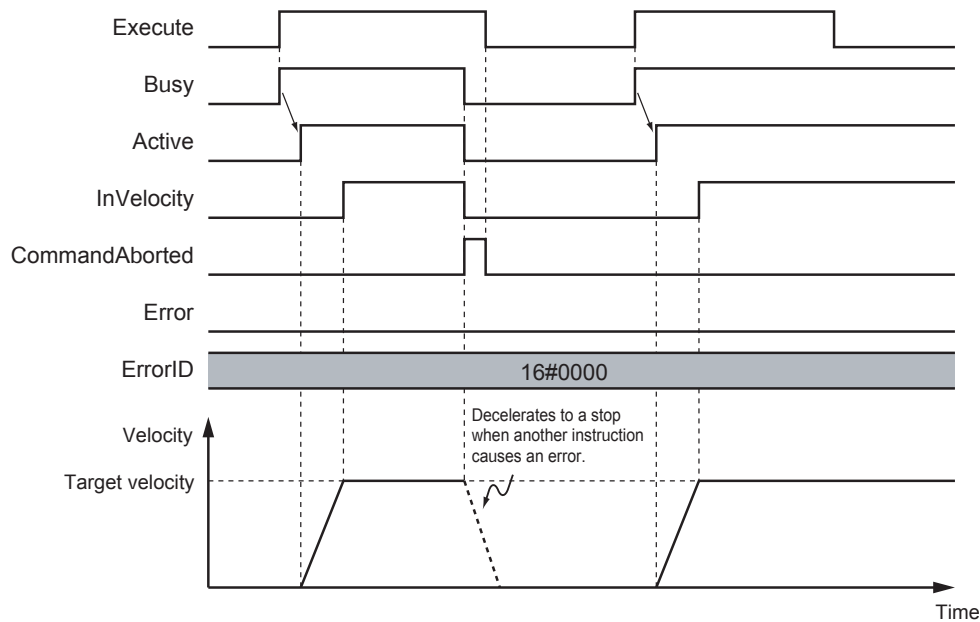 Execute
Busy
Active
InVelocity
CommandAborted
Error
ErrorID
16#0000
Velocity
Decelerates to a stop
when another instruction
causes an error.
Target velocity
Time